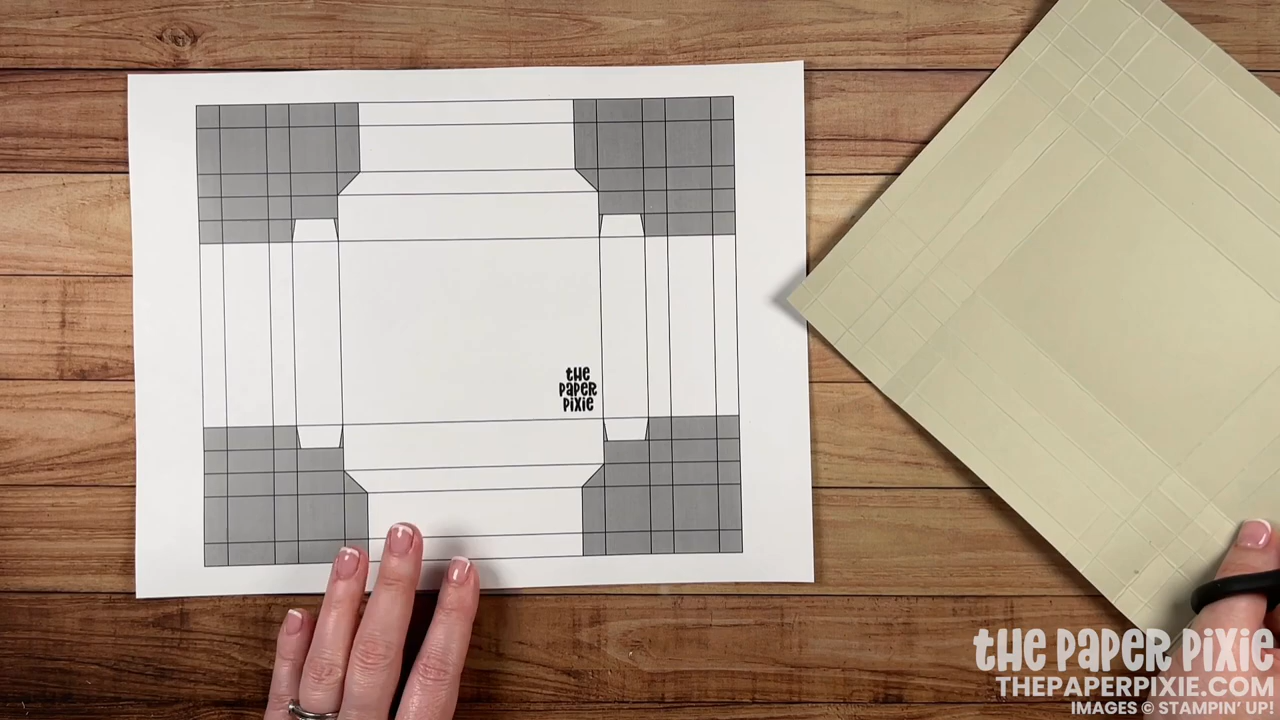 the
PAPER
PIXIE
the PAPER PIXIE
THEPAPERPIXIE.COM
IMAGES © STAMPIN' UP!